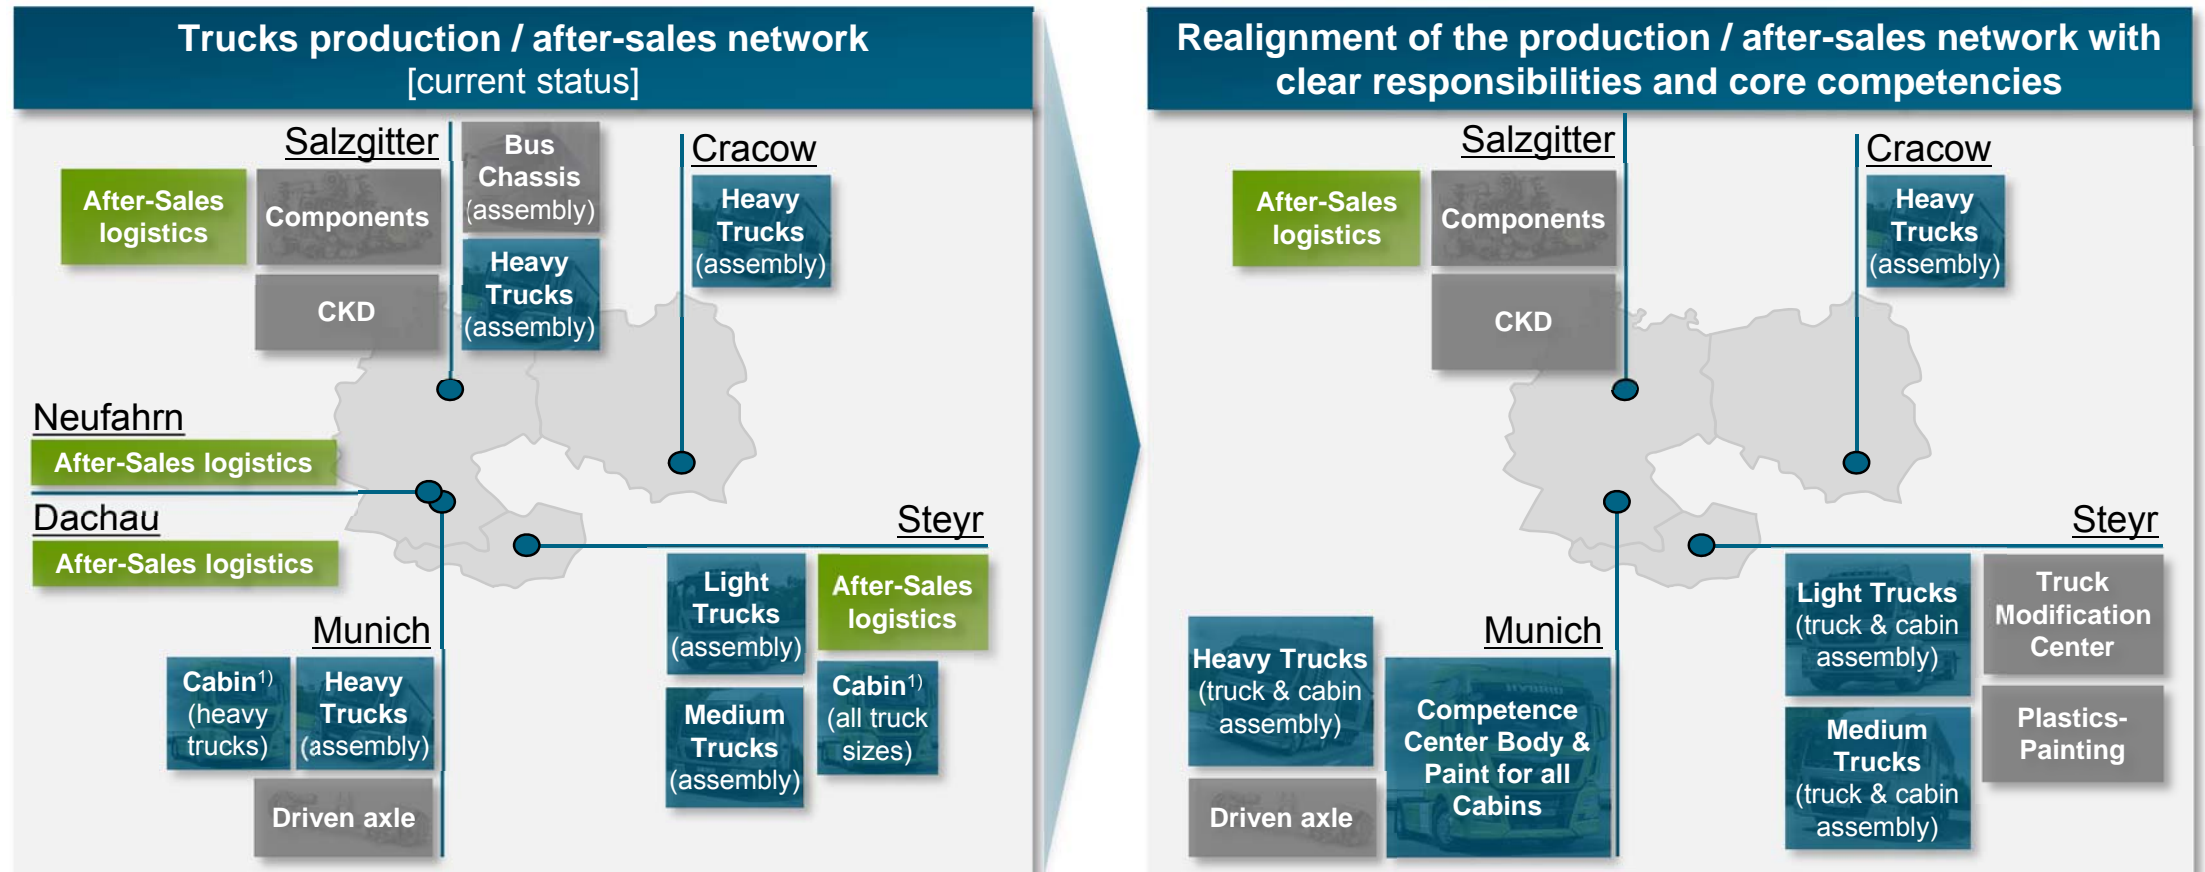 Trucks production / after-sales network
[current status]
Salzgitter
After-Sales
logistics
Components
CKD
Bus
Chassis
(assembly)
Heavy
Trucks
(assembly)
Cracow
Heavy
Trucks
(assembly)
Neufahrn
After-Sales logistics
Dachau
After-Sales logistics
Munich
Cabin1)
(heavy
trucks)
Heavy
Trucks
(assembly)
Driven axle
Steyr
Light
Trucks
(assembly)
After-Sales
logistics
Medium
Trucks
(assembly)
Cabin1)
(all truck
sizes)
Realignment of the production / after-sales network with
clear responsibilities and core competencies
Salzgitter
After-Sales
logistics
Components
CKD
Cracow
Heavy
Trucks
(assembly)
Munich
Heavy Trucks
(truck & cabin
assembly)
Driven axle
Competence
Center Body &
Paint for all
Cabins
Steyr
Light Trucks
(truck & cabin
assembly)
Truck
Modification
Center
Medium
Trucks
(truck & cabin
assembly)
Plastics-
Painting